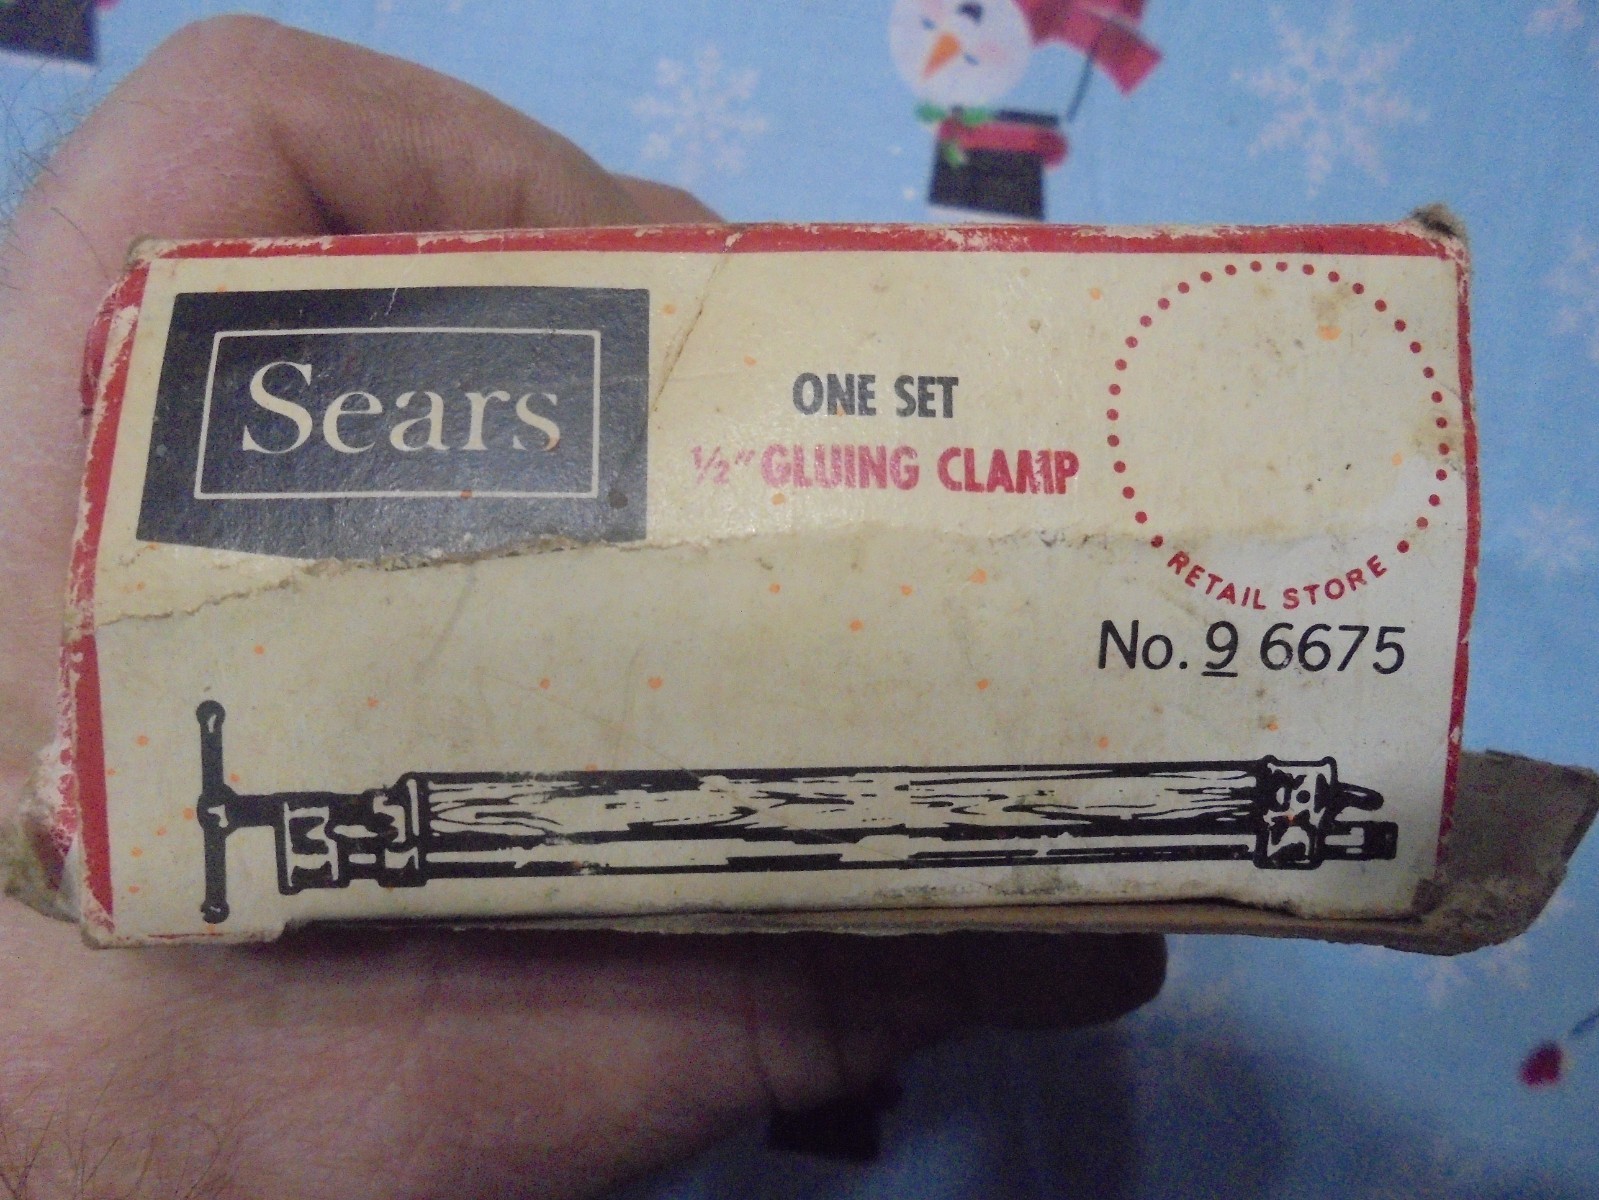 Sears
ONE SET
½" GLUING CLAMP
RETAIL STORE
No. 9 6675